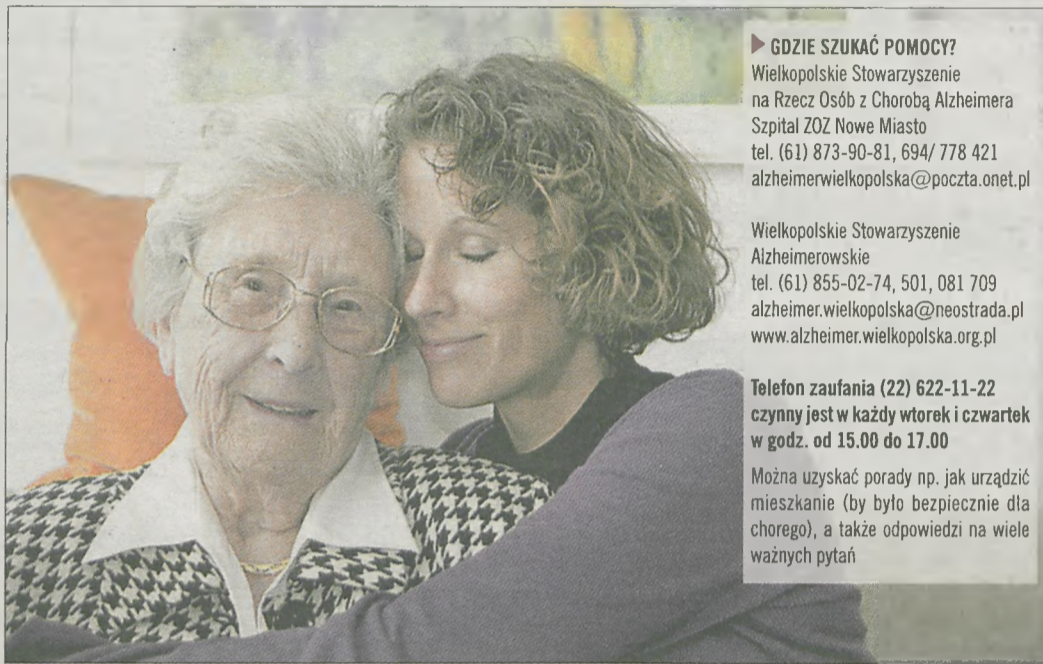 GDZIE SZUKAĆ POMOCY?
Wielkopolskie Stowarzyszenie
na Rzecz Osób z Chorobą Alzheimera
Szpital ZOZ Nowe Miasto
tel. (61) 873-90-81, 694/ 778 421
alzheimerwielkopolska@poczta.onet.pl
Wielkopolskie Stowarzyszenie
Alzheimerowskie
tel. (61) 855-02-74, 501, 081 709
alzheimer.wielkopolska@neostrada.pl
www.alzheimer.wielkopolska.org.pl
Telefon zaufania (22) 622-11-22
czynny jest w każdy wtorek i czwartek
w godz. od 15.00 do 17.00
Można uzyskać porady np. jak urządzić
mieszkanie (by było bezpiecznie dla
chorego), a także odpowiedzi na wiele
ważnych pytań